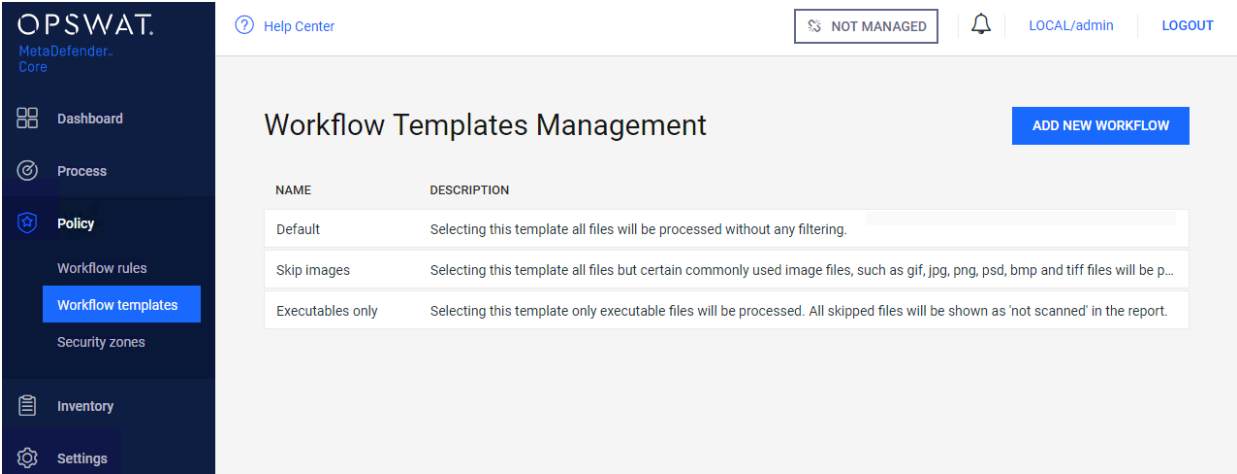 OPSWAT.
MetaDefender™
Core
Help Center
NOT MANAGED
LOCAL/admin
LOGOUT
Dashboard
Process
Policy
Workflow rules
Workflow templates
Security zones
Inventory
Settings
Workflow Templates Management
ADD NEW WORKFLOW
NAME DESCRIPTION
Default Selecting this template all files will be processed without any filtering.
Skip images Selecting this template all files but certain commonly used image files, such as gif, jpg, png, psd, bmp and tiff files will be p...
Executables only Selecting this template only executable files will be processed. All skipped files will be shown as 'not scanned' in the report.